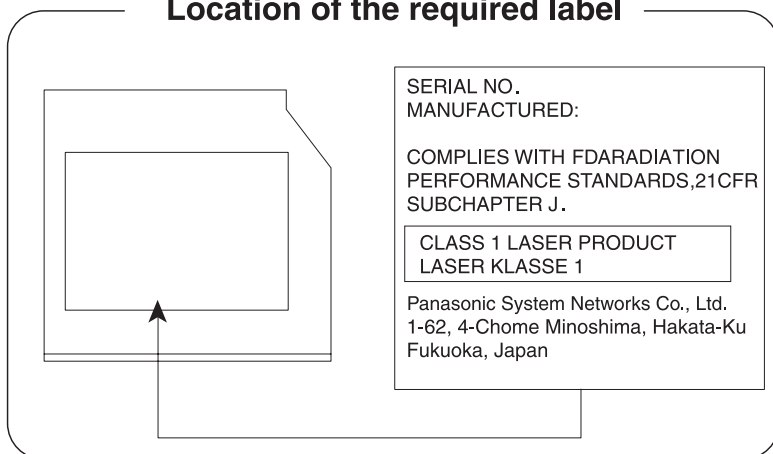 Location of the required label
SERIAL NO.
MANUFACTURED:
COMPLIES WITH FDARADIATION
PERFORMANCE STANDARDS,21CFR
SUBCHAPTER J.
CLASS 1 LASER PRODUCT
LASER KLASSE 1
Panasonic System Networks Co., Ltd.
1-62, 4-Chome Minoshima, Hakata-Ku
Fukuoka, Japan